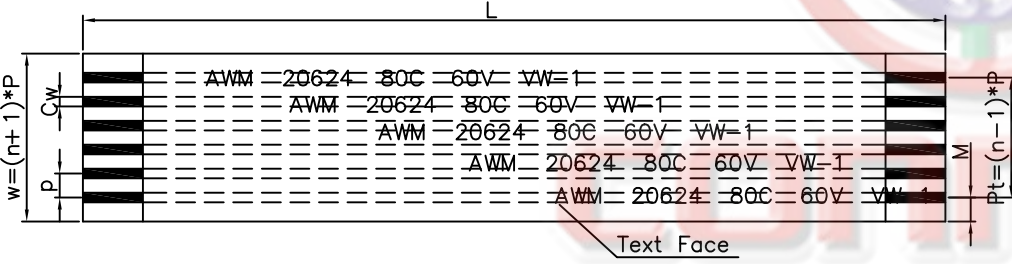 L
AWM 20624 80C 60V VW-1
AWM 20624 80C 60V VW-1
AWM 20624 80C 60V VW-1
AWM 20624 80C 60V VW-1
AWM 20624 80C 60V VW-1
w=(n+1)*P
Cw
p
M
Pt=(n-1)*P
Text Face
con